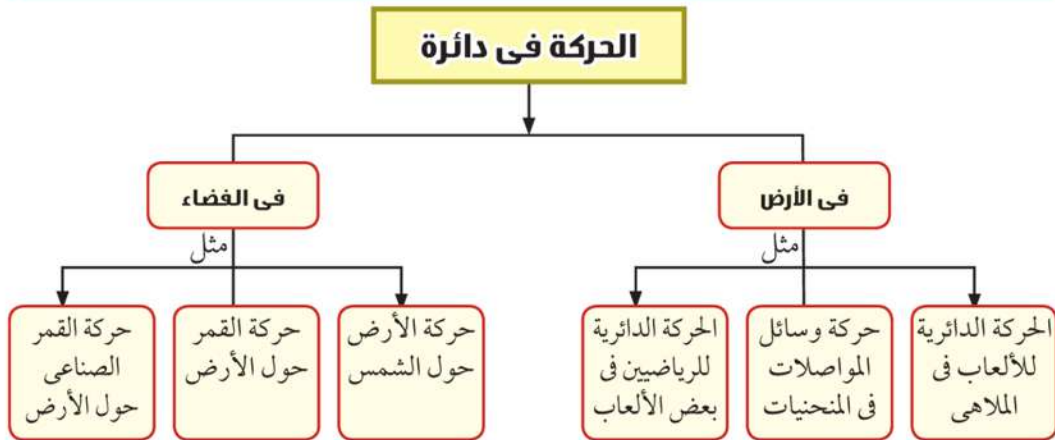 الحركة فى دائرة
فى الأرض
فى الفضاء
مثل
مثل
الحركة الدائرية
للألعاب فى
الملاهى
حركة وسائل
المواصلات
فى المنحنيات
الحركة الدائرية
للرياضيين فى
بعض الألعاب
حركة الأرض
حول الشمس
حركة القمر
حول الأرض
حركة القمر
الصناعى
حول الأرض